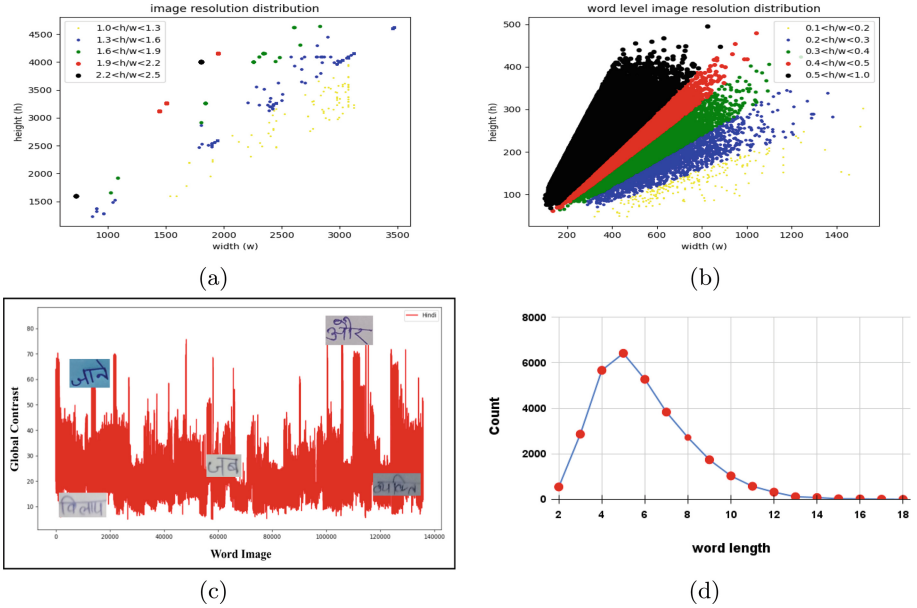 image resolution distribution
1.0<h/w<1.3
1.3<h/w<1.6
1.6<h/w<1.9
1.9<h/w<2.2
2.2<h/w<2.5
height (h)
4500
4000
3500
3000
2500
2000
1500
1000 1500 2000 2500 3000 3500
width (w)
(a)
word level image resolution distribution
0.1<h/w<0.2
0.2<h/w<0.3
0.3<h/w<0.4
0.4<h/w<0.5
0.5<h/w<1.0
height (h)
500
400
300
200
100
200 400 600 800 1000 1200 1400
width (w)
(b)
Hindi
Global Contrast
80
70
60
50
40
30
20
10
जाने
और
जब
विलाप
0 20000 40000 60000 80000 100000 120000 140000
Word Image
(c)
Count
8000
6000
4000
2000
0
2 4 6 8 10 12 14 16 18
word length
(d)